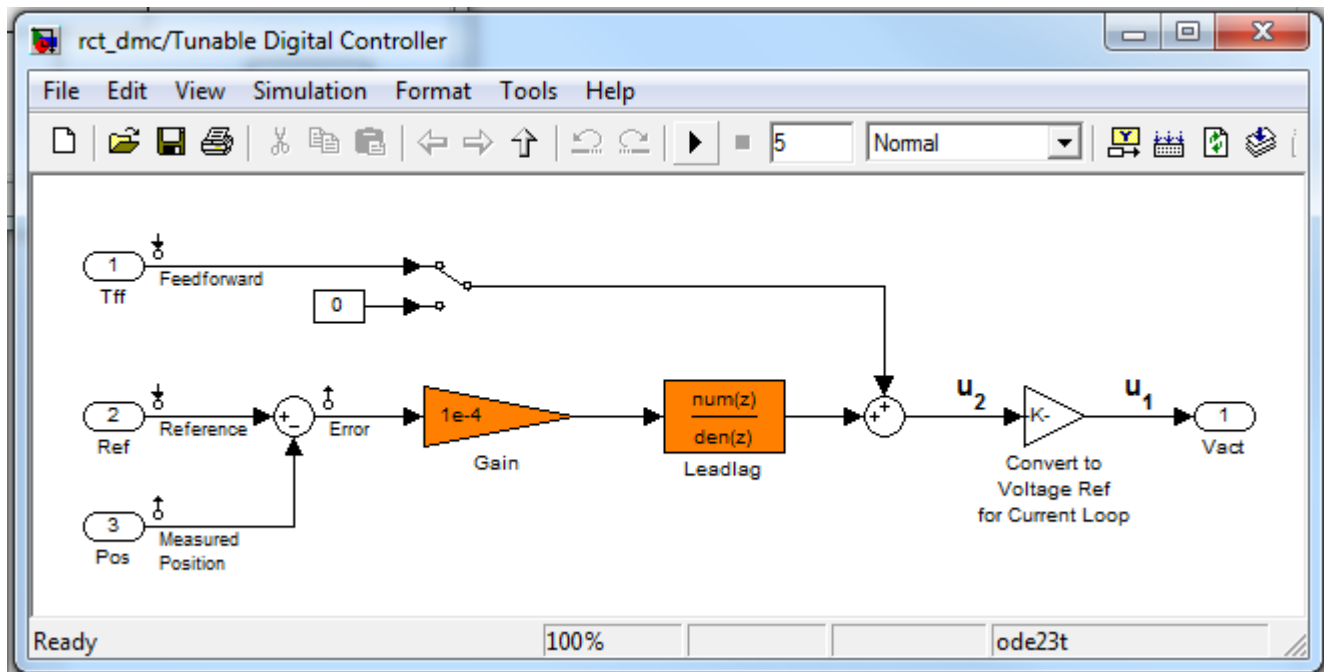 rct_dmc/Tunable Digital Controller
File Edit View Simulation Format Tools Help
5 Normal
1
Tff
Feedforward
0
2
Ref
Reference
+
−
Error
1e-4
Gain
num(z)
den(z)
Leadlag
+
+
u2
-K-
u1
1
Vact
Convert to
Voltage Ref
for Current Loop
3
Pos
Measured
Position
Ready 100% ode23t